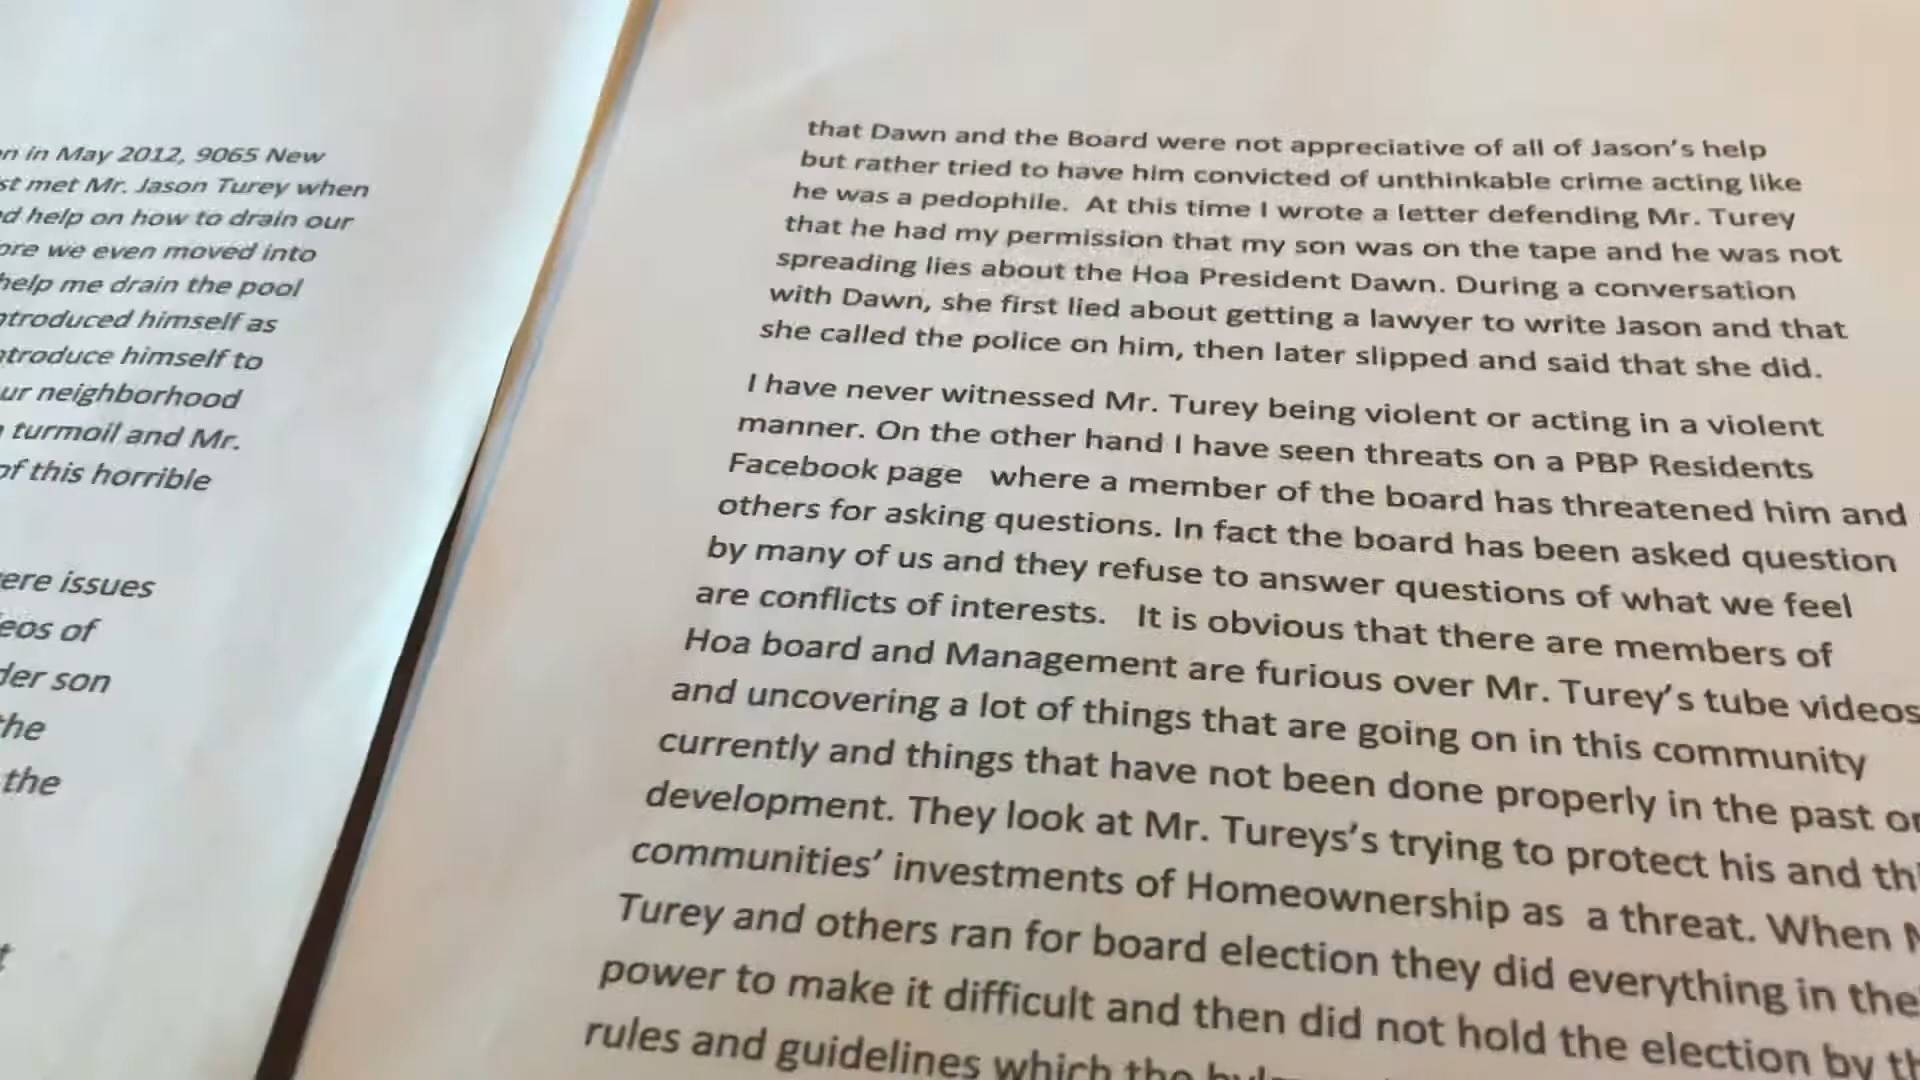 in May 2012, 9065 New
met Mr. Jason Turey when
help on how to drain our
we even moved into
help me drain the pool
himself as
himself to
neighborhood
turmoil and Mr.
of this horrible
issues
of
son
the
the
that Dawn and the Board were not appreciative of all of Jason's help
but rather tried to have him convicted of unthinkable crime acting like
he was a pedophile. At this time I wrote a letter defending Mr. Turey
that he had my permission that my son was on the tape and he was not
spreading lies about the Hoa President Dawn. During a conversation
with Dawn, she first lied about getting a lawyer to write Jason and that
she called the police on him, then later slipped and said that she did.
I have never witnessed Mr. Turey being violent or acting in a violent
manner. On the other hand I have seen threats on a PBP Residents
Facebook page where a member of the board has threatened him and
others for asking questions. In fact the board has been asked question
by many of us and they refuse to answer questions of what we feel
are conflicts of interests. It is obvious that there are members of
Hoa board and Management are furious over Mr. Turey's tube videos
and uncovering a lot of things that are going on in this community
currently and things that have not been done properly in the past
development. They look at Mr. Tureys's trying to protect his and
communities' investments of Homeownership as a threat. When
Turey and others ran for board election they did everything in
power to make it difficult and then did not hold the election by
rules and guidelines which the